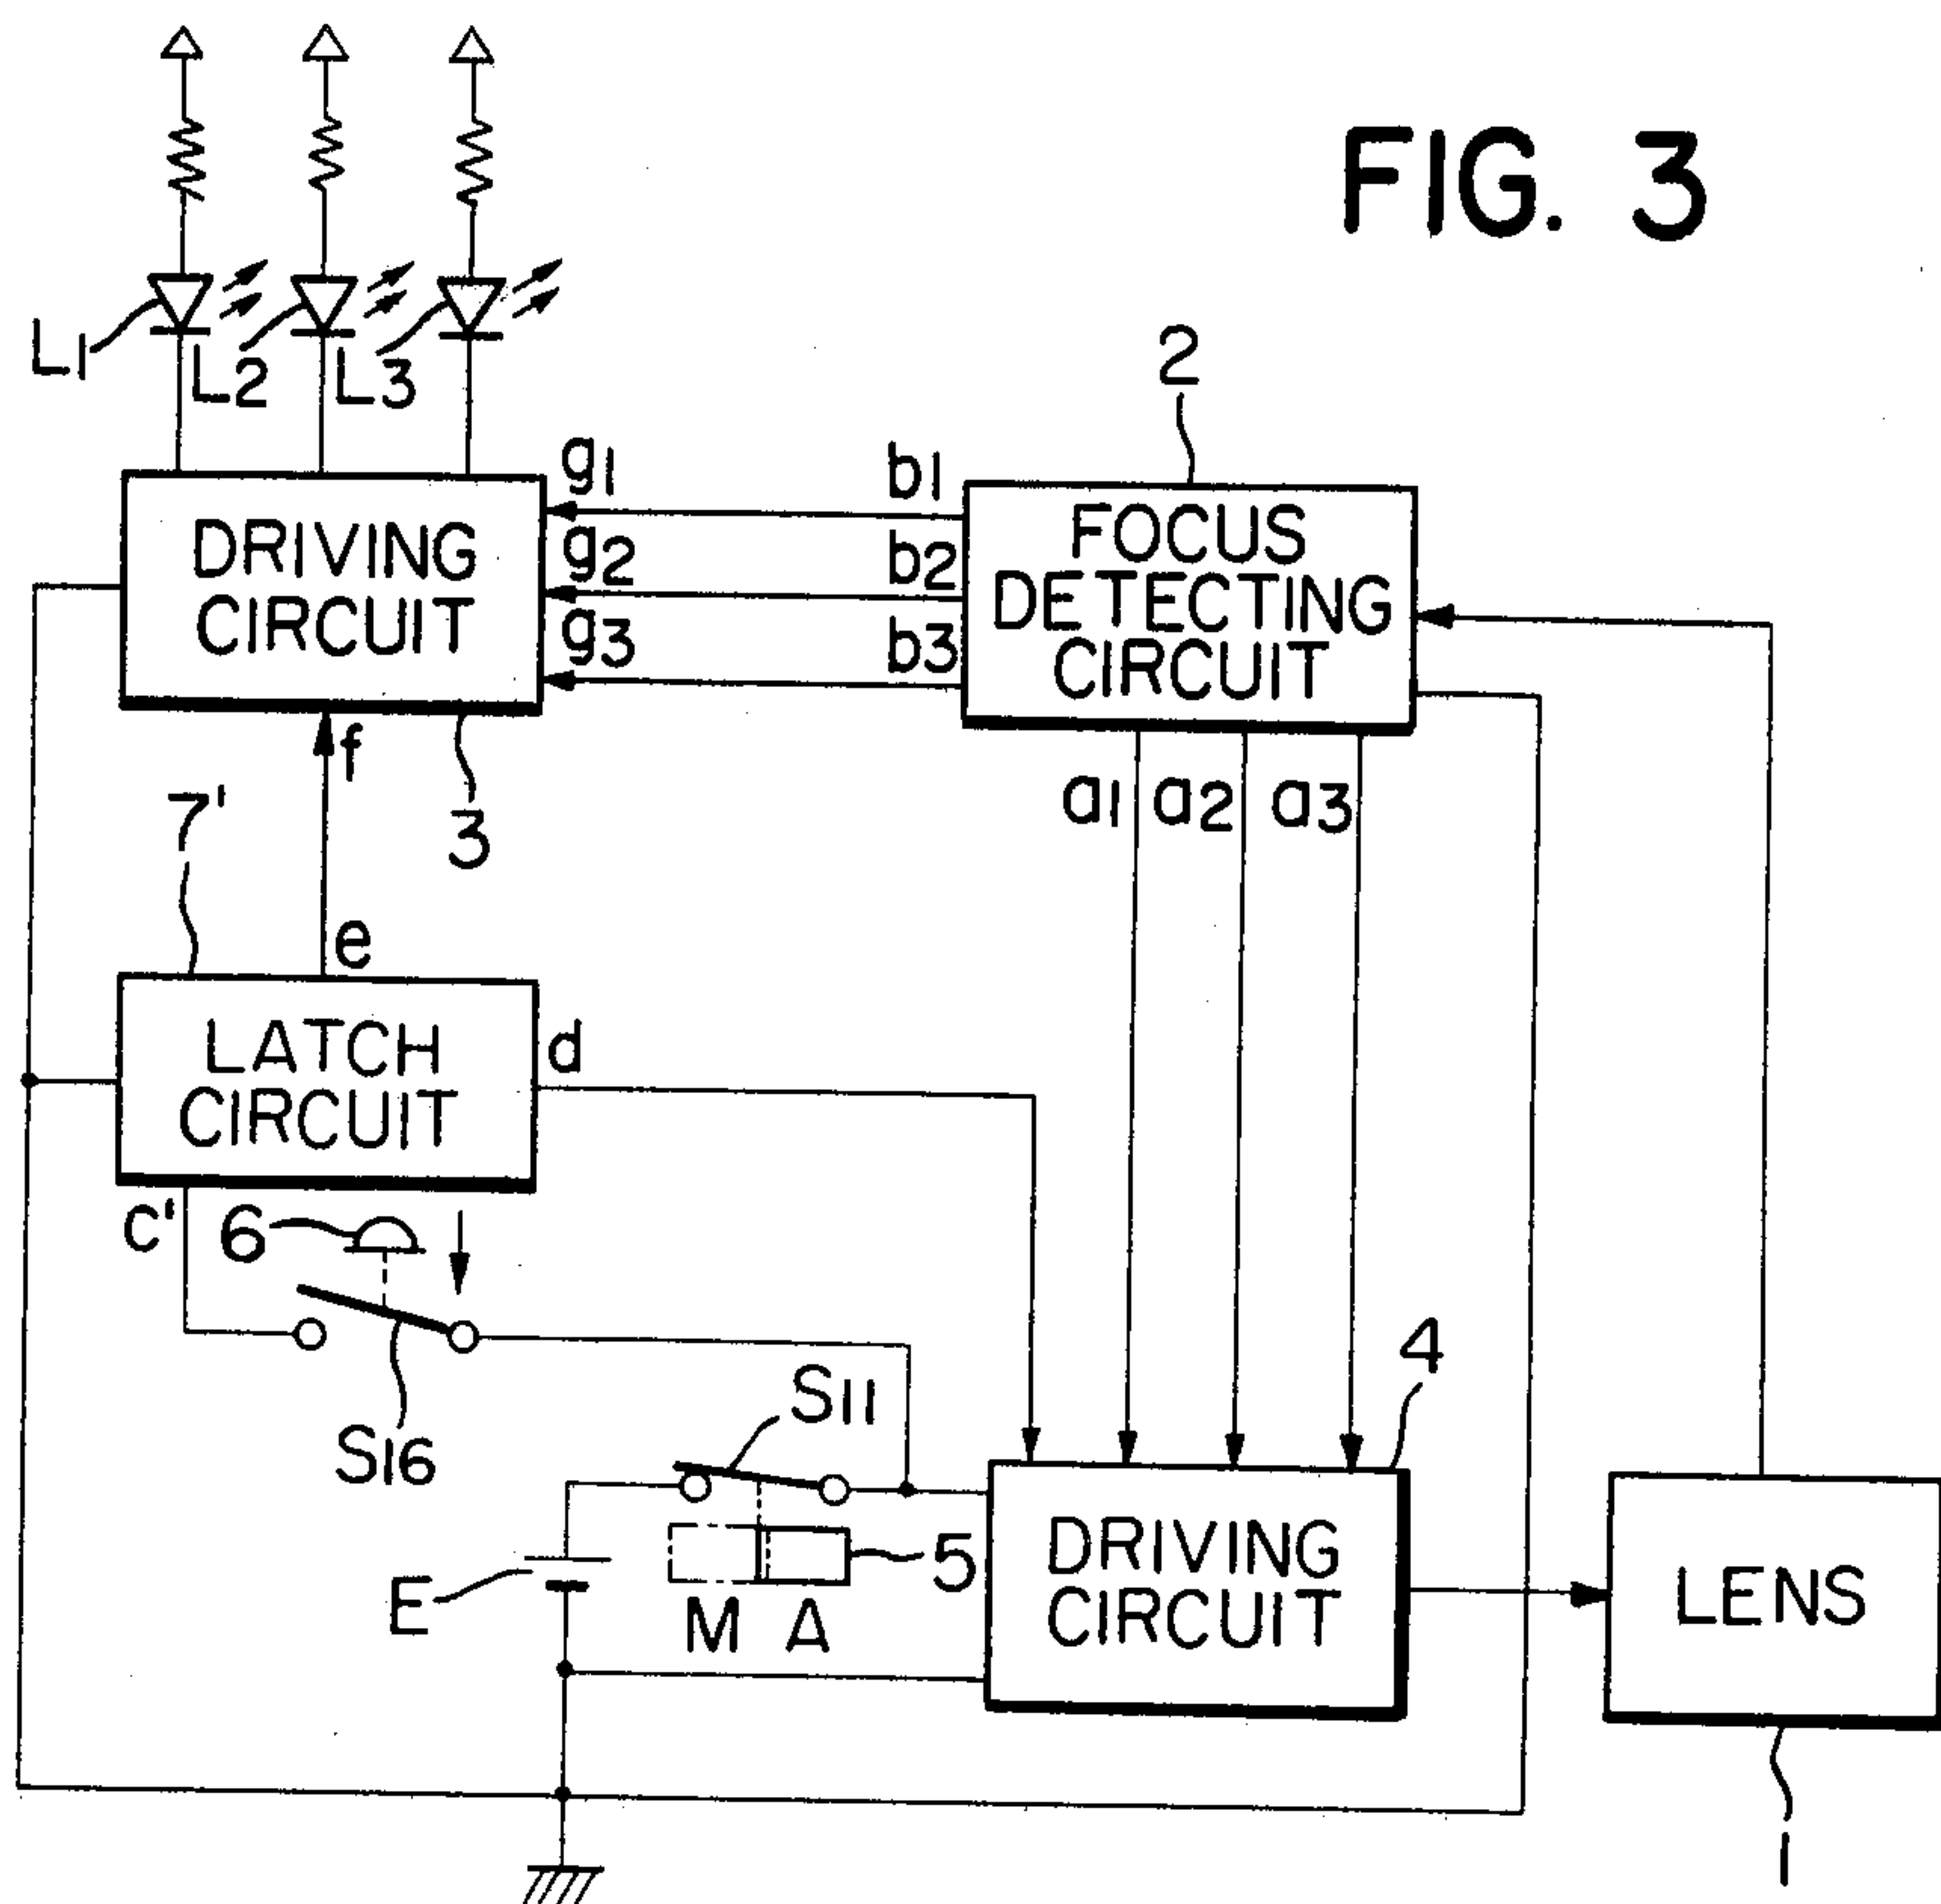 FIG. 3
L1
L2
L3
2
g1
b1
g2
b2
g3
b3
DRIVING
CIRCUIT
FOCUS
DETECTING
CIRCUIT
f
3
a1
a2
a3
7'
e
LATCH
CIRCUIT
d
c'
6
S16
S11
4
E
M
A
5
DRIVING
CIRCUIT
LENS
1